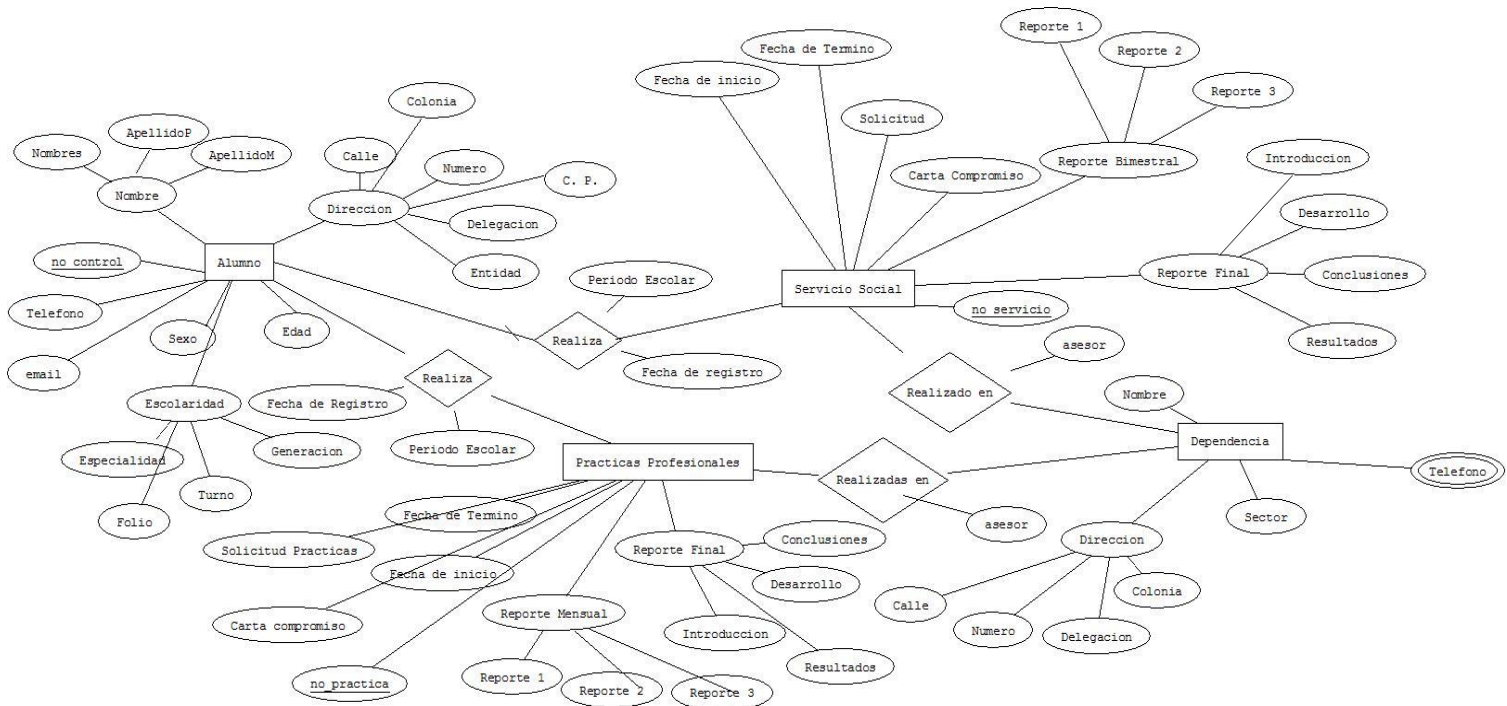 Reporte 1
Fecha de Termino
Reporte 2
Fecha de inicio
Reporte 3
Colonia
Solicitud
ApellidoP
Nombres
ApellidoM
Calle
Numero
Reporte Bimestral
Introduccion
Nombre
C. P.
Carta Compromiso
Direccion
Desarrollo
Delegacion
no control
Alumno
Entidad
Periodo Escolar
Servicio Social
Reporte Final
Conclusiones
Telefono
Sexo
Edad
Realiza
no servicio
asesor
Resultados
email
Realiza
Fecha de registro
Realizado en
Nombre
Escolaridad
Fecha de Registro
Especialidad
Generacion
Periodo Escolar
Practicas Profesionales
Dependencia
Telefono
Folio
Turno
Fecha de Termino
Realizadas en
asesor
Sector
Solicitud Practicas
Reporte Final
Conclusiones
Direccion
Fecha de inicio
Desarrollo
Colonia
Carta compromiso
Reporte Mensual
Introduccion
Calle
Numero
Delegacion
no_practica
Reporte 1
Reporte 2
Reporte 3
Resultados